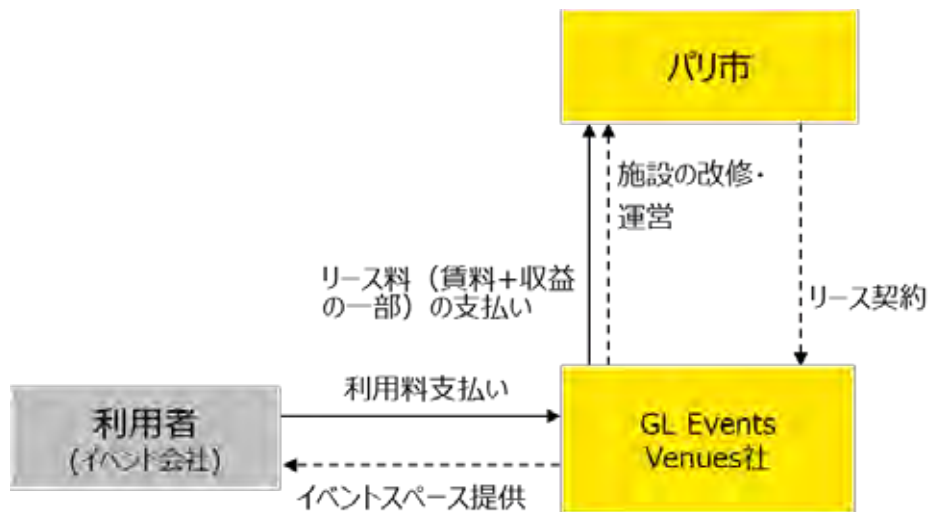 パリ市
施設の改修・
運営
リース料（賃料+収益
の一部）の支払い
リース契約
利用料支払い
利用者
(イベント会社)
GL Events
Venues社
イベントスペース提供